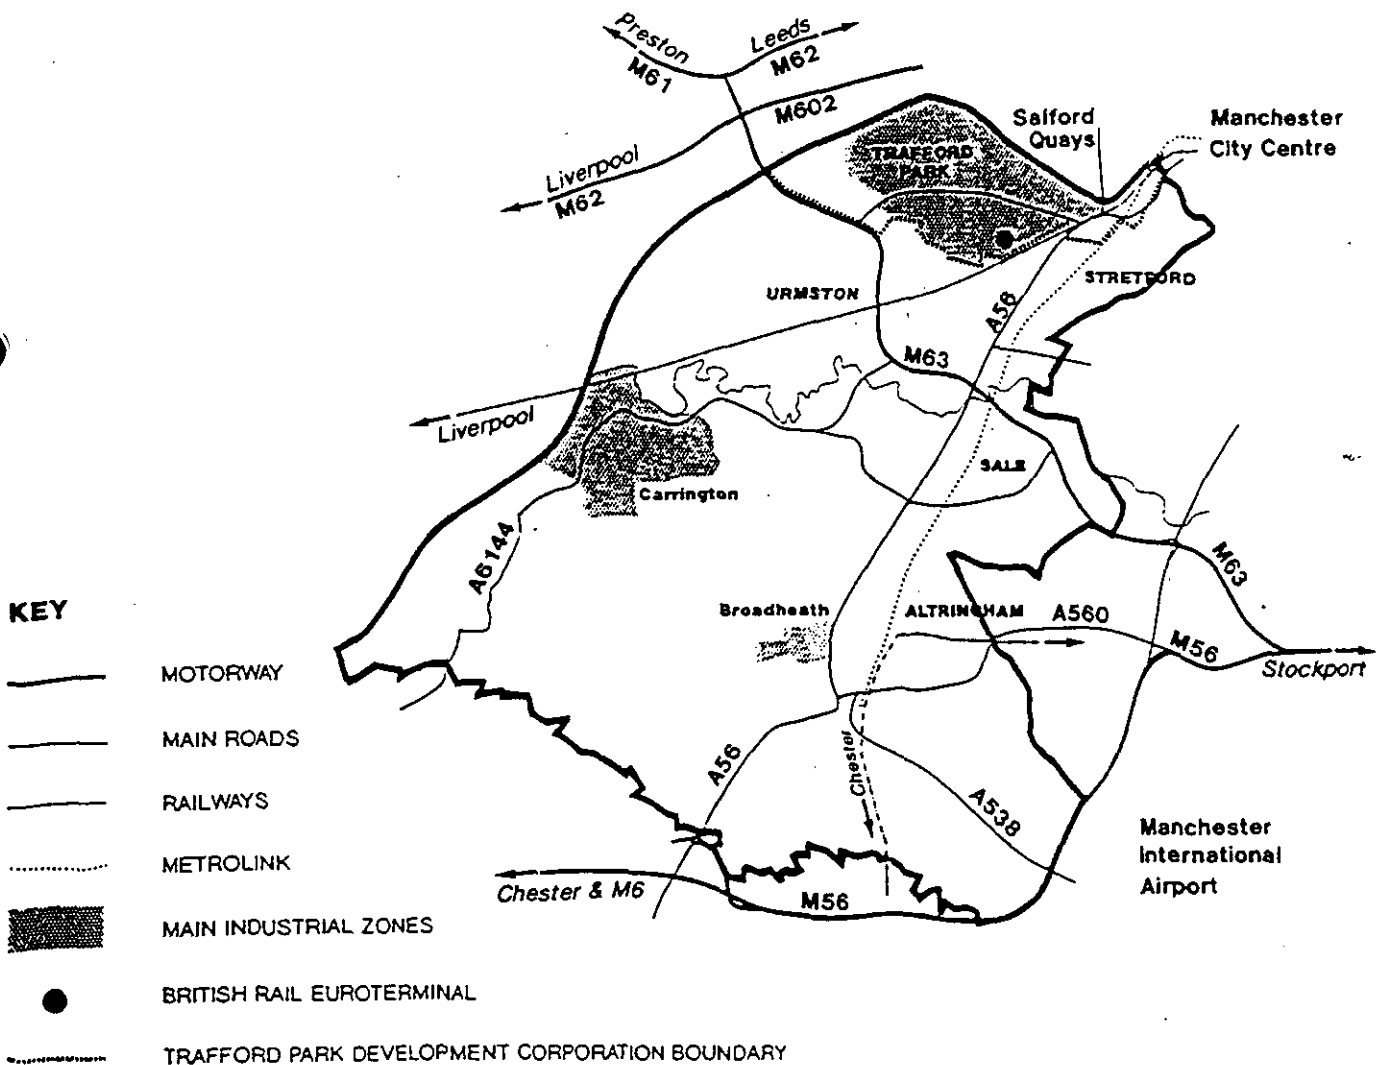 Preston
Leeds
M61
M62
M602
Liverpool
M62
TRAFFORD
PARK
Salford
Quays
Manchester
City Centre
URMSTON
STRETFORD
A56
M63
Liverpool
SALE
Carrington
A6144
M63
Broadheath
ALTRINCHAM
A560
M56
Stockport
Chester
A56
A538
Manchester
International
Airport
Chester & M6
M56
KEY
MOTORWAY
MAIN ROADS
RAILWAYS
METROLINK
MAIN INDUSTRIAL ZONES
BRITISH RAIL EUROTERMINAL
TRAFFORD PARK DEVELOPMENT CORPORATION BOUNDARY